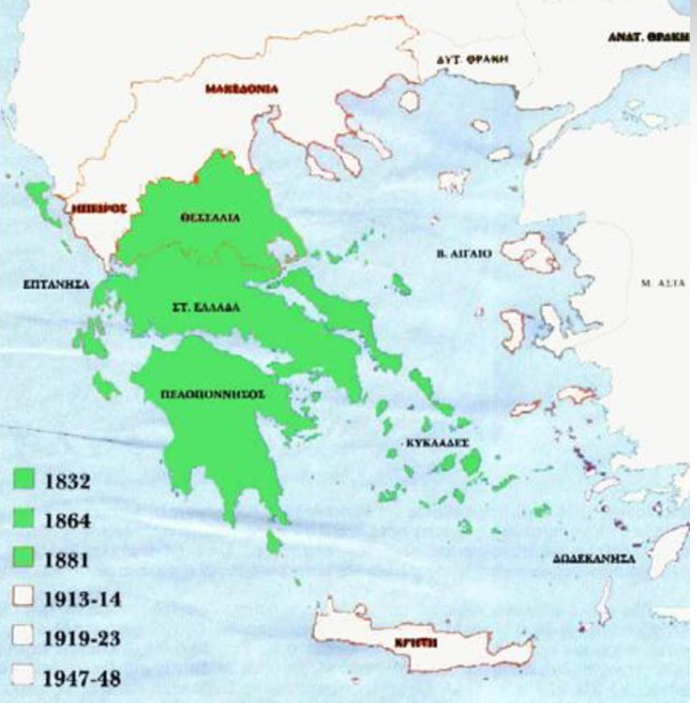 ΑΝΑΤ. ΘΡΑΚΗ
ΔΥΤ. ΘΡΑΚΗ
ΜΑΚΕΔΟΝΙΑ
ΗΠΕΙΡΟΣ
ΘΕΣΣΑΛΙΑ
Β. ΑΙΓΑΙΟ
Μ. ΑΣΙΑ
ΕΠΤΑΝΗΣΑ
ΣΤ. ΕΛΛΑΔΑ
ΠΕΛΟΠΟΝΝΗΣΟΣ
ΚΥΚΛΑΔΕΣ
ΔΩΔΕΚΑΝΗΣΑ
ΚΡΗΤΗ
1832
1864
1881
1913-14
1919-23
1947-48